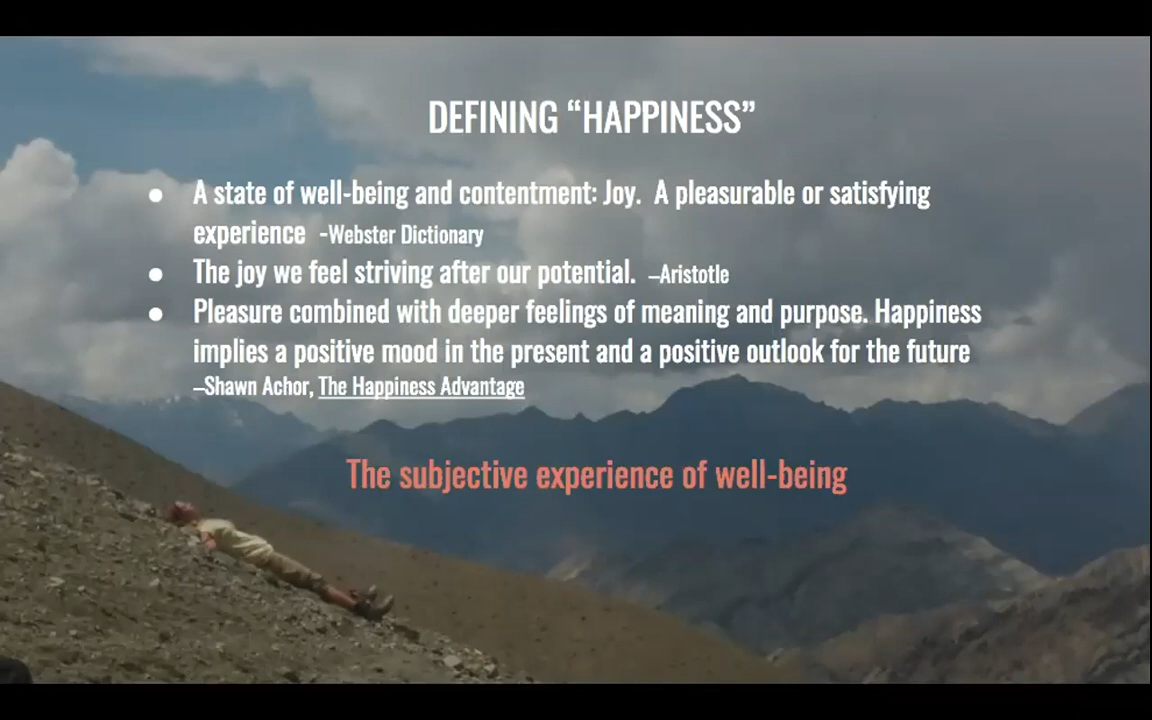 DEFINING “HAPPINESS”
● A state of well-being and contentment: Joy.  A pleasurable or satisfying
experience  -Webster Dictionary
● The joy we feel striving after our potential.  –Aristotle
● Pleasure combined with deeper feelings of meaning and purpose. Happiness
implies a positive mood in the present and a positive outlook for the future
–Shawn Achor, The Happiness Advantage
The subjective experience of well-being